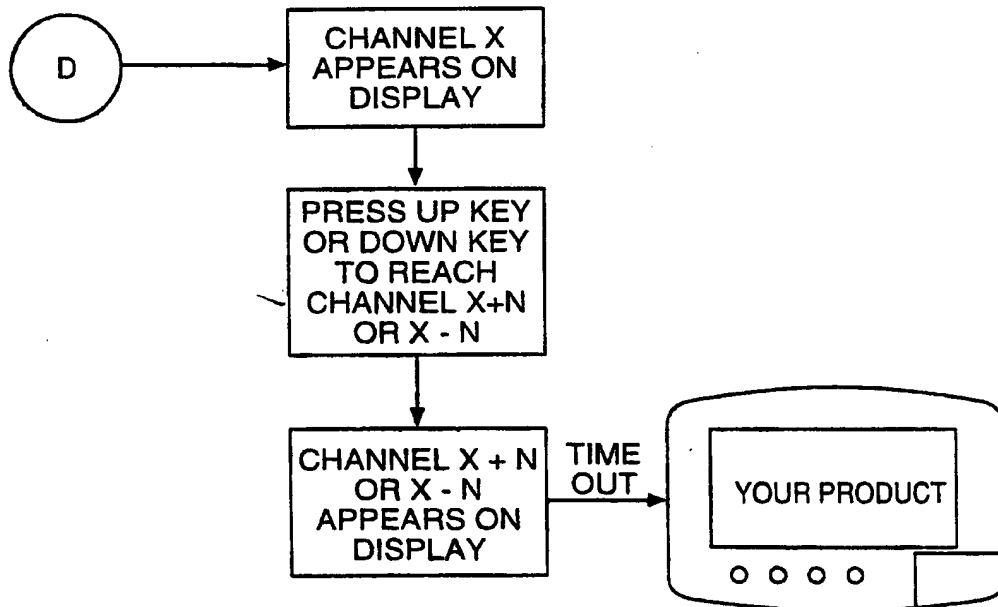 D
CHANNEL X
APPEARS ON
DISPLAY
PRESS UP KEY
OR DOWN KEY
TO REACH
CHANNEL X+N
OR X - N
CHANNEL X + N
OR X - N
APPEARS ON
DISPLAY
TIME
OUT
YOUR PRODUCT